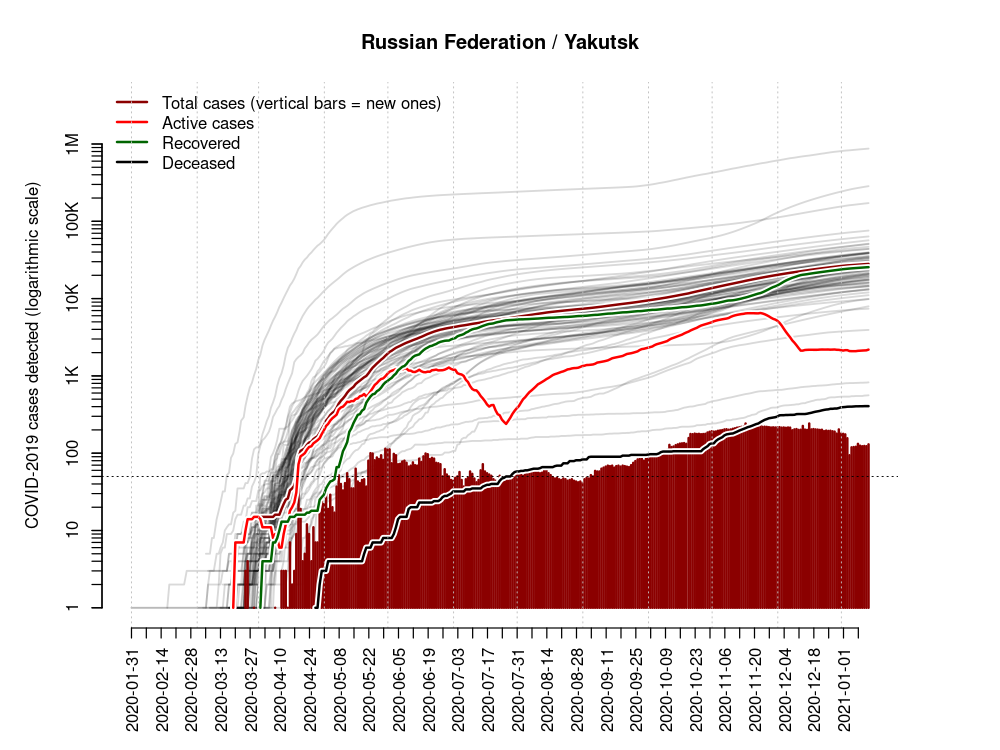 Russian Federation / Yakutsk
Total cases (vertical bars = new ones)
Active cases
Recovered
Deceased
COVID-2019 cases detected (logarithmic scale)
1M
100K
10K
1K
100
10
1
2020-01-31
2020-02-14
2020-02-28
2020-03-13
2020-03-27
2020-04-10
2020-04-24
2020-05-08
2020-05-22
2020-06-05
2020-06-19
2020-07-03
2020-07-17
2020-07-31
2020-08-14
2020-08-28
2020-09-11
2020-09-25
2020-10-09
2020-10-23
2020-11-06
2020-11-20
2020-12-04
2020-12-18
2021-01-01